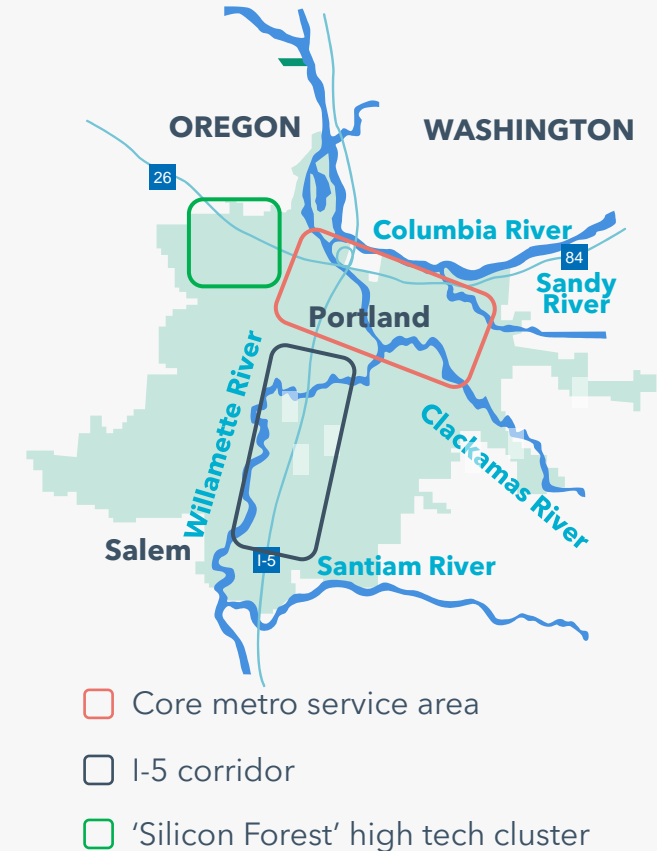 OREGON
WASHINGTON
26
Columbia River
84
Sandy
River
Portland
Willamette River
Clackamas River
Salem
I-5
Santiam River
Core metro service area
I-5 corridor
‘Silicon Forest’ high tech cluster